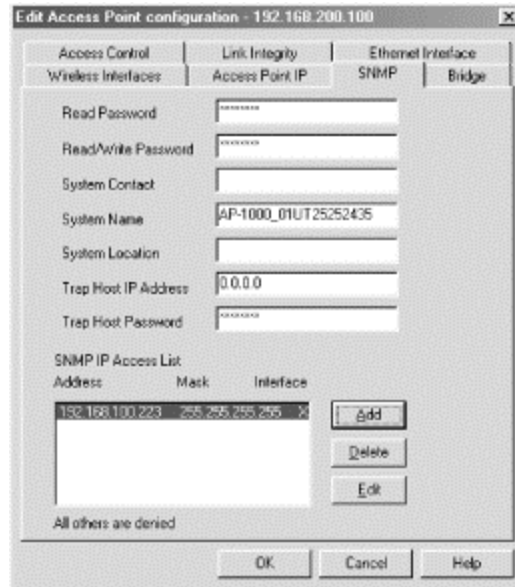 Edit Access Point configuration - 192.168.200.100
Access Control Link Integrity Ethernet Interface
Wireless Interfaces Access Point IP SNMP Bridge
Read Password *******
Read/Write Password *******
System Contact
System Name AP-1000_01UT25252435
System Location
Trap Host IP Address 0.0.0.0
Trap Host Password *******
SNMP IP Access List
Address Mask Interface
192.168.100.223 255.255.255.255 X
Add
Delete
Edit
All others are denied
OK Cancel Help